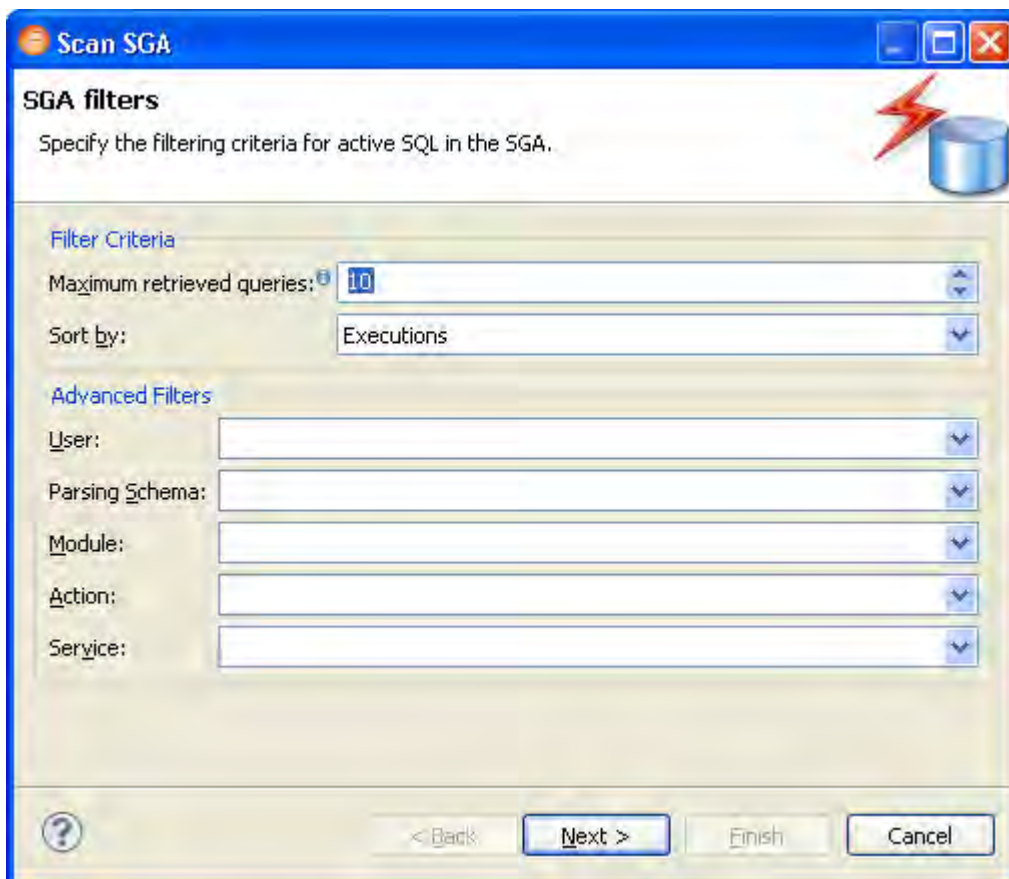 Scan SGA
SGA filters
Specify the filtering criteria for active SQL in the SGA.
Filter Criteria
Maximum retrieved queries: 10
Sort by: Executions
Advanced Filters
User:
Parsing Schema:
Module:
Action:
Service:
? < Back Next > Finish Cancel